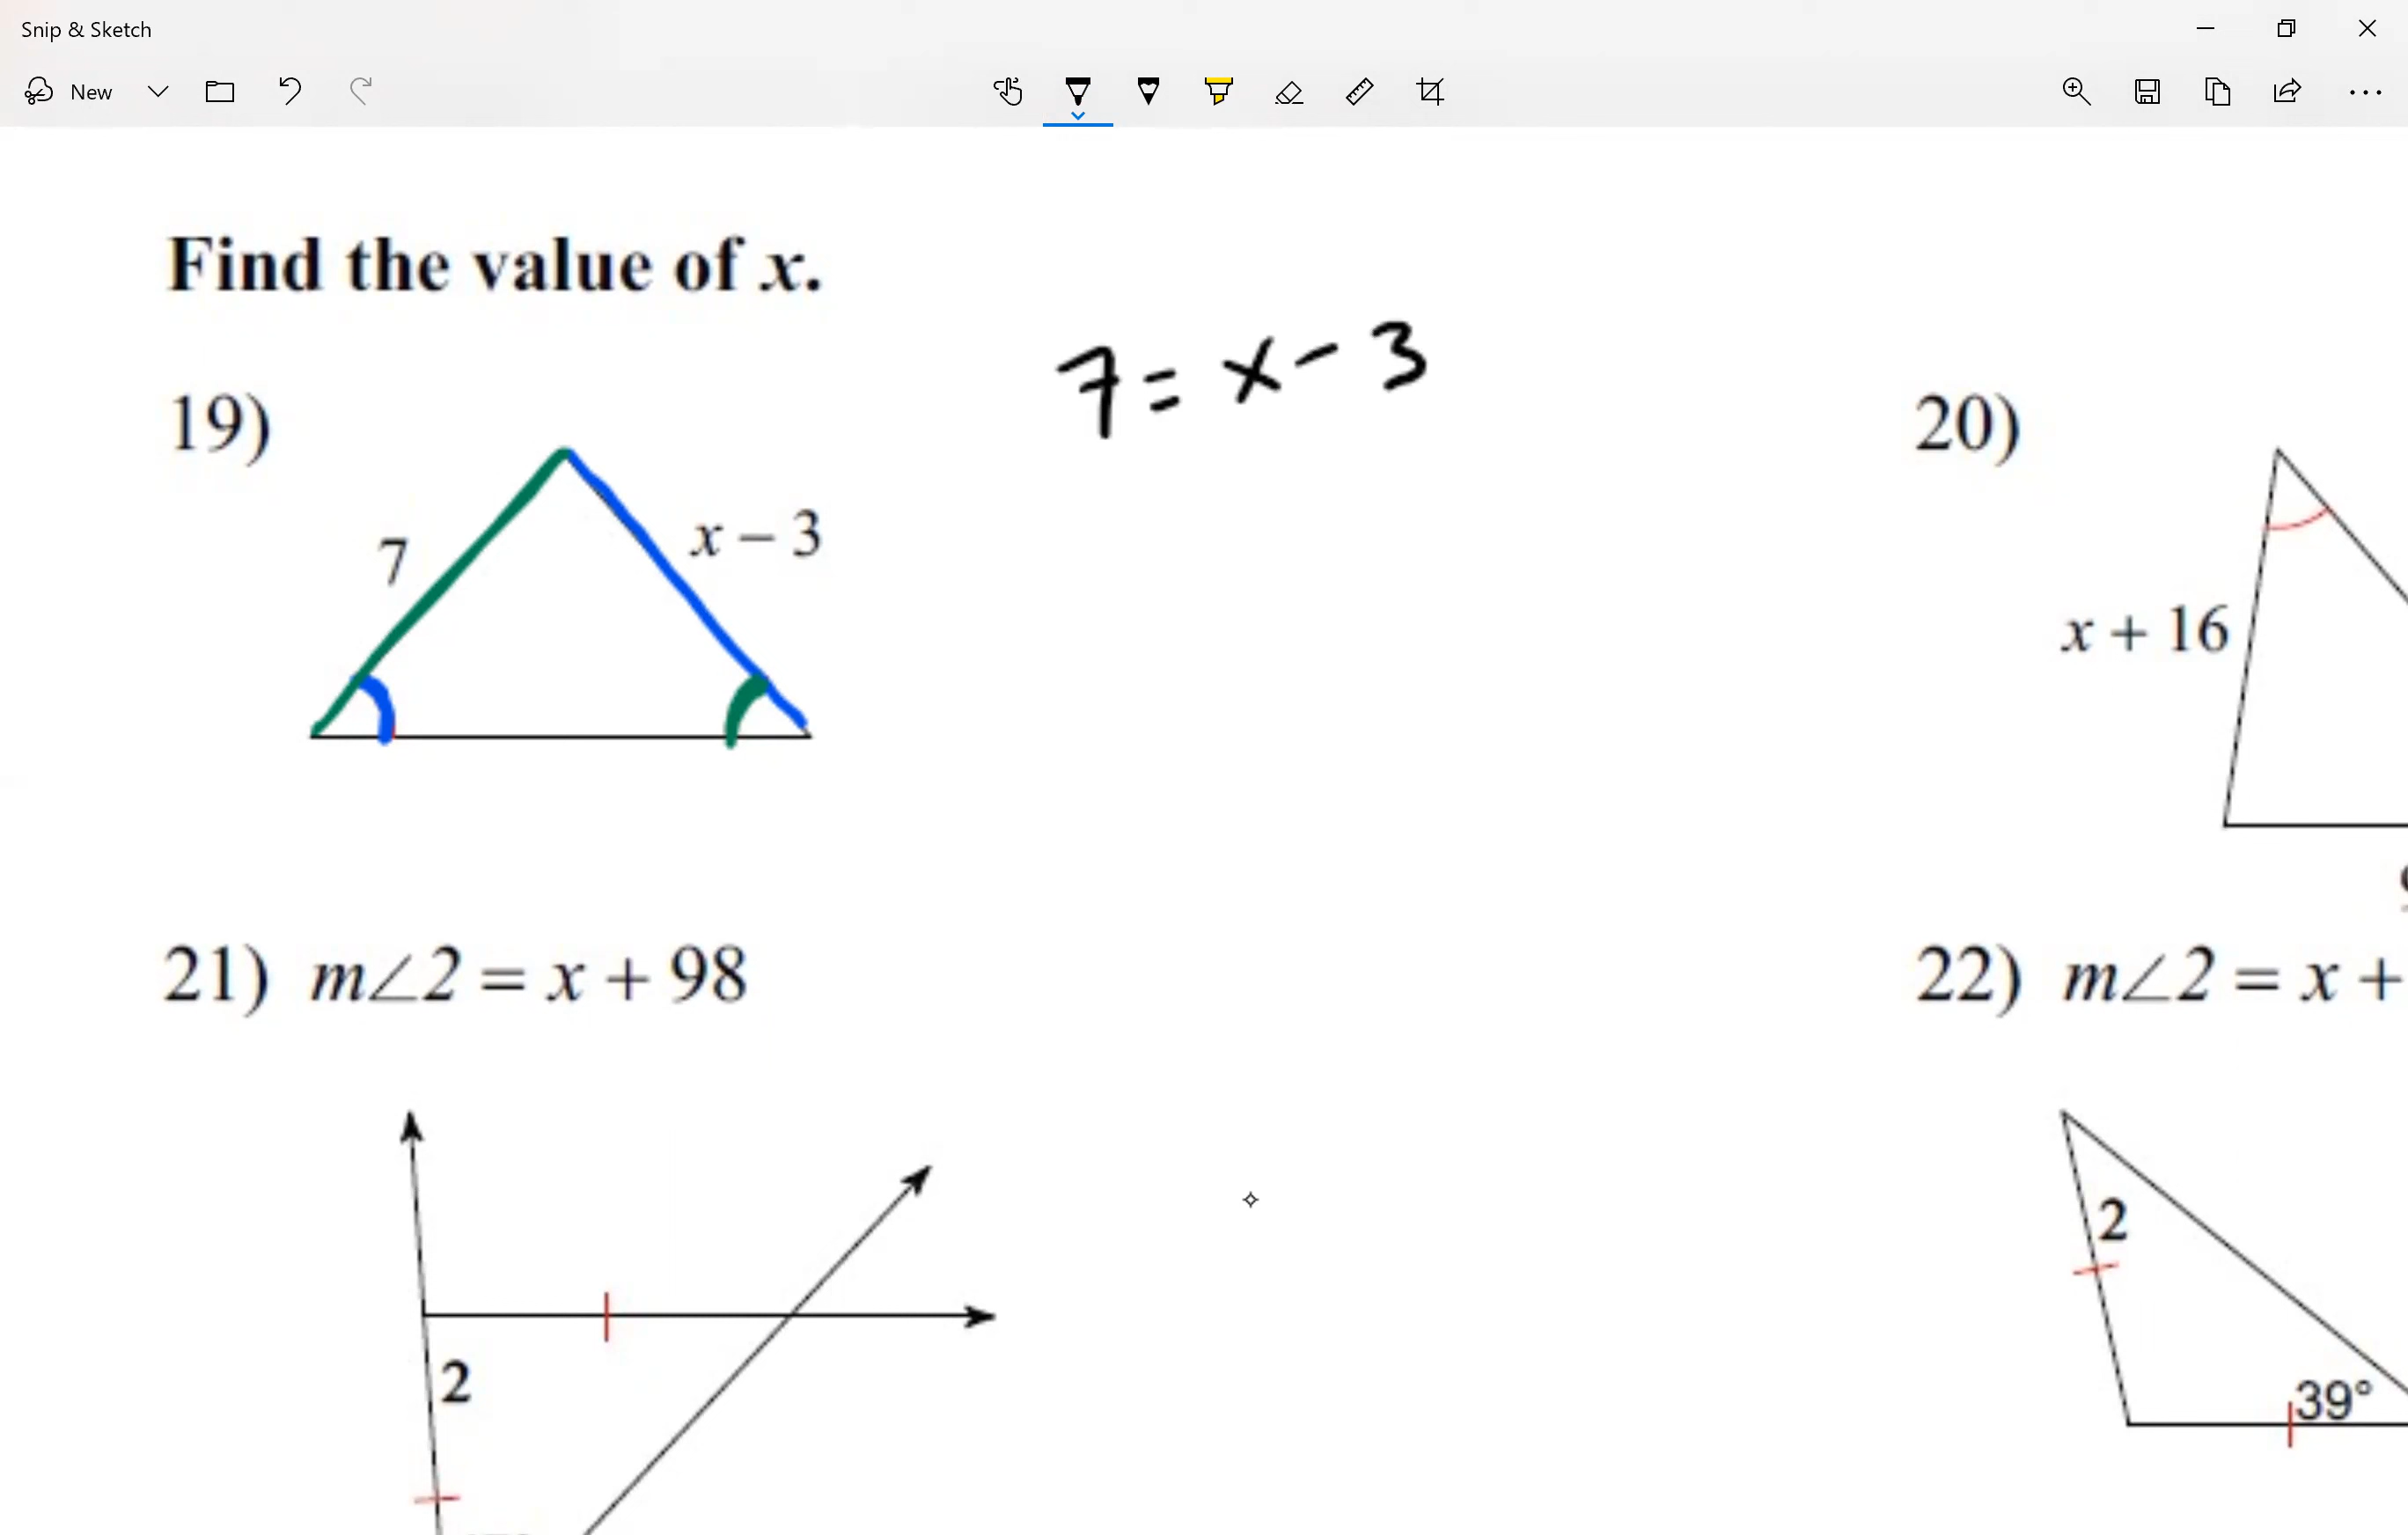 Snip & Sketch
New
Find the value of x.
7 = x - 3
19)
7
x – 3
20)
x + 16
21) m∠2 = x + 98
2
22) m∠2 = x +
2
39°